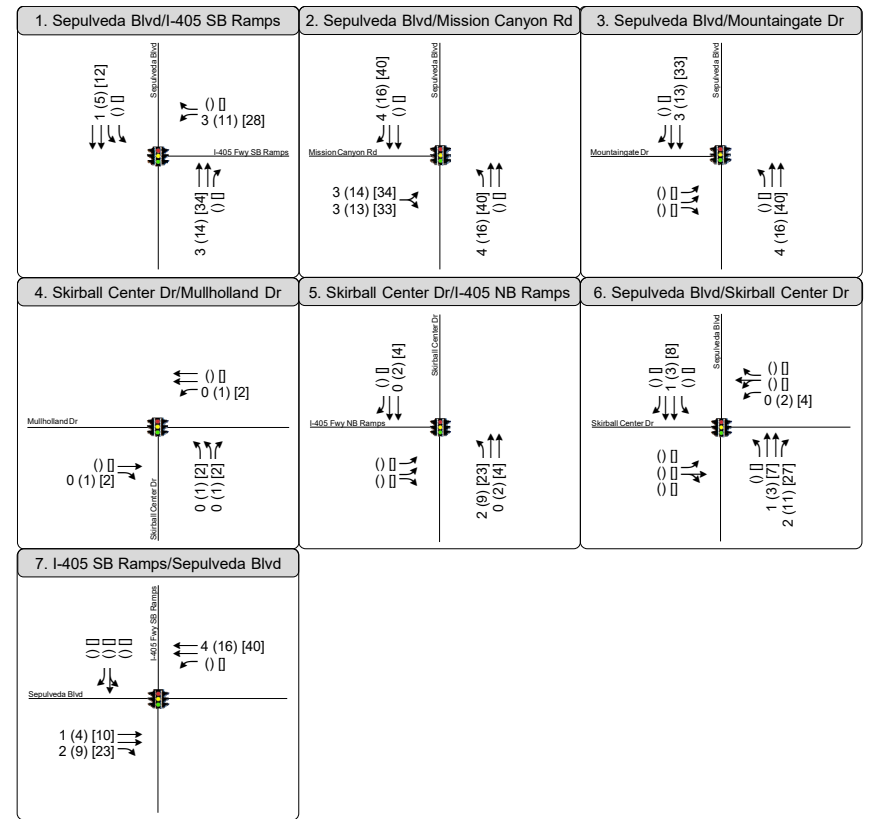 1. Sepulveda Blvd/I-405 SB Ramps
1 (5) [12]
() []
Sepulveda Blvd
() []
3 (11) [28]
I-405 Fwy SB Ramps
3 (14) [34]
() []
2. Sepulveda Blvd/Mission Canyon Rd
() []
4 (16) [40]
Sepulveda Blvd
Mission Canyon Rd
3 (14) [34]
3 (13) [33]
4 (16) [40]
() []
3. Sepulveda Blvd/Mountaingate Dr
() []
3 (13) [33]
Sepulveda Blvd
Mountaingate Dr
() []
() []
() []
4 (16) [40]
4. Skirball Center Dr/Mullholland Dr
() []
0 (1) [2]
Mullholland Dr
() []
0 (1) [2]
Skirball Center Dr
0 (1) [2]
0 (1) [2]
5. Skirball Center Dr/I-405 NB Ramps
() []
0 (2) [4]
Skirball Center Dr
I-405 Fwy NB Ramps
() []
() []
2 (9) [23]
0 (2) [4]
6. Sepulveda Blvd/Skirball Center Dr
() []
1 (3) [8]
() []
Sepulveda Blvd
() []
() []
0 (2) [4]
Skirball Center Dr
() []
() []
() []
() []
1 (3) [7]
2 (11) [27]
7. I-405 SB Ramps/Sepulveda Blvd
() []
() []
() []
I-405 Fwy SB Ramps
4 (16) [40]
() []
Sepulveda Blvd
1 (4) [10]
2 (9) [23]